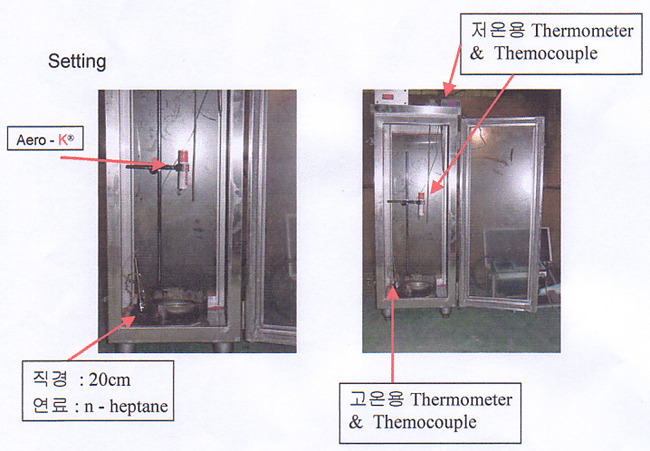 저온용 Thermometer
& Themocouple
Setting
Aero - K®
직경 : 20cm
연료 : n - heptane
고온용 Thermometer
& Themocouple